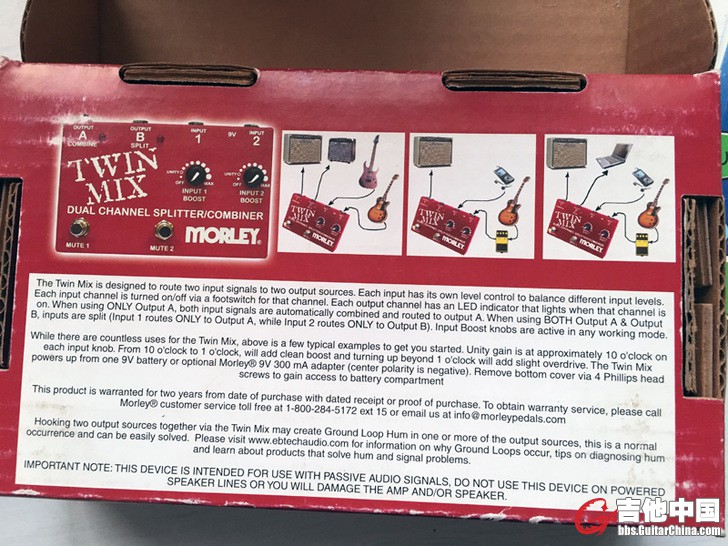 OUTPUT OUTPUT INPUT 9V INPUT
A B 1 2
COMBINE SPLIT
TWIN
MIX
UNITY UNITY
OFF MAX OFF MAX
INPUT 1 INPUT 2
BOOST BOOST
DUAL CHANNEL SPLITTER/COMBINER
MUTE 1 MUTE 2 MORLEY®
TWIN MIX MORLEY
TWIN MIX MORLEY
TWIN MIX MORLEY
The Twin Mix is designed to route two input signals to two output sources. Each input has its own level control to balance different input levels.
Each input channel is turned on/off via a footswitch for that channel. Each output channel has an LED indicator that lights when that channel is
on. When using ONLY Output A, both input signals are automatically combined and routed to output A. When using BOTH Output A & Output
B, inputs are split (Input 1 routes ONLY to Output A, while Input 2 routes ONLY to Output B). Input Boost knobs are active in any working mode.
While there are countless uses for the Twin Mix, above is a few typical examples to get you started. Unity gain is at approximately 10 o'clock on
each input knob. From 10 o'clock to 1 o'clock, will add clean boost and turning up beyond 1 o'clock will add slight overdrive. The Twin Mix
powers up from one 9V battery or optional Morley® 9V 300 mA adapter (center polarity is negative). Remove bottom cover via 4 Phillips head
screws to gain access to battery compartment
This product is warranted for two years from date of purchase with dated receipt or proof of purchase. To obtain warranty service, please call
Morley® customer service toll free at 1-800-284-5172 ext 15 or email us at info@morleypedals.com
Hooking two output sources together via the Twin Mix may create Ground Loop Hum in one or more of the output sources, this is a normal
occurrence and can be easily solved. Please visit www.ebtechaudio.com for information on why Ground Loops occur, tips on diagnosing hum
and learn about products that solve hum and signal problems.
IMPORTANT NOTE: THIS DEVICE IS INTENDED FOR USE WITH PASSIVE AUDIO SIGNALS, DO NOT USE THIS DEVICE ON POWERED
SPEAKER LINES OR YOU WILL DAMAGE THE AMP AND/OR SPEAKER.
吉他中国
bbs.GuitarChina.com